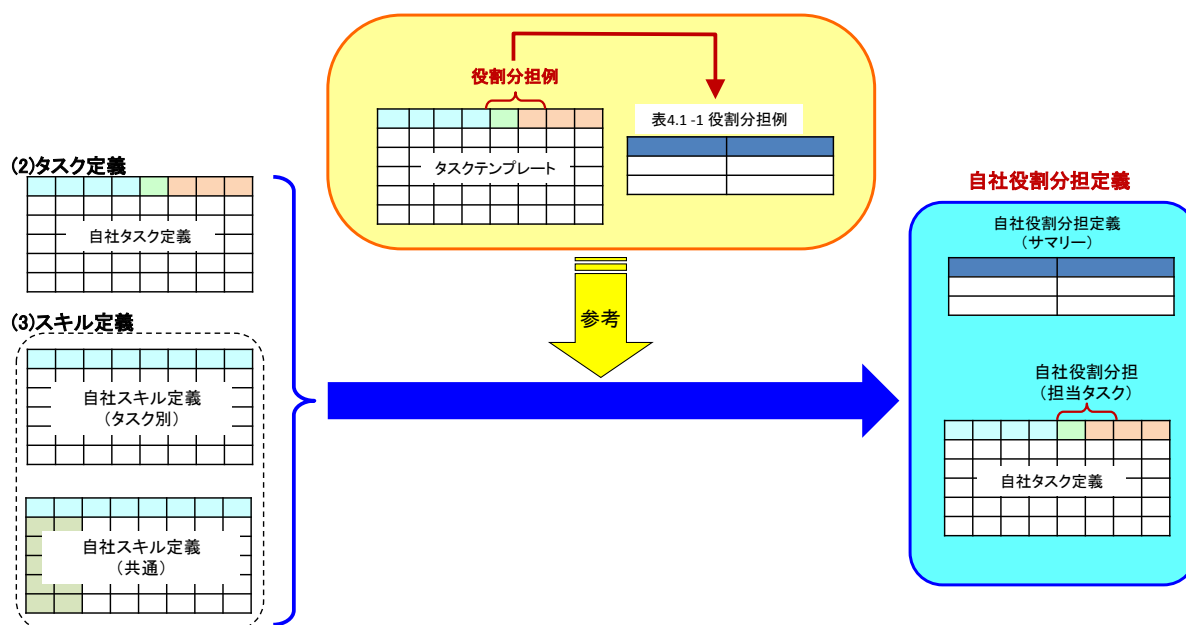 役割分担例
表4.1 -1 役割分担例
タスクテンプレート
(2)タスク定義
自社タスク定義
(3)スキル定義
自社スキル定義
(タスク別)
自社スキル定義
(共通)
参考
自社役割分担定義
自社役割分担定義
(サマリー)
自社役割分担
(担当タスク)
自社タスク定義